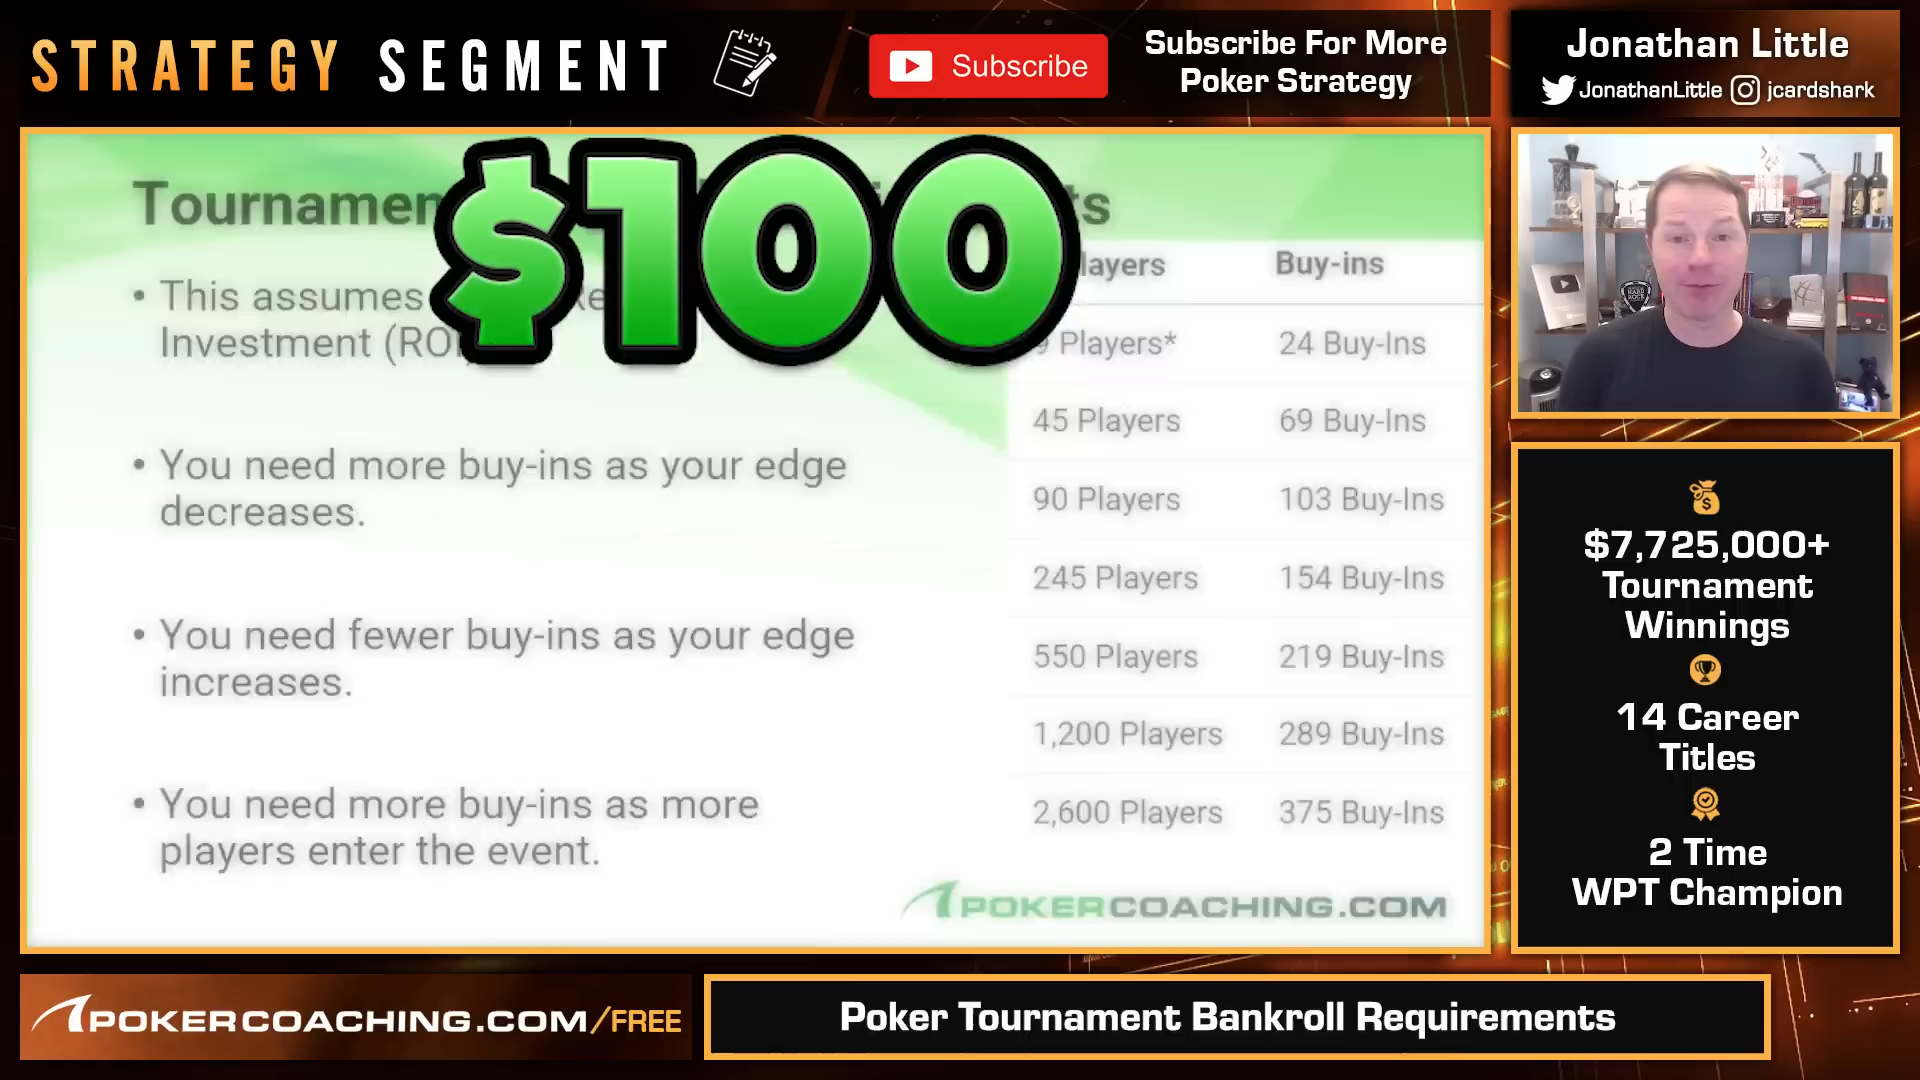 STRATEGY SEGMENT
Subscribe
Subscribe For More
Poker Strategy
Jonathan Little
JonathanLittle jcardshark
$100
• This assumes
Investment
• You need more buy-ins as your edge
decreases.
• You need fewer buy-ins as your edge
increases.
• You need more buy-ins as more
players enter the event.
Buy-ins
9 Players* 24 Buy-Ins
45 Players 69 Buy-Ins
90 Players 103 Buy-Ins
245 Players 154 Buy-Ins
550 Players 219 Buy-Ins
1,200 Players 289 Buy-Ins
2,600 Players 375 Buy-Ins
POKERCOACHING.COM
$7,725,000+
Tournament
Winnings
14 Career
Titles
2 Time
WPT Champion
POKERCOACHING.COM/FREE
Poker Tournament Bankroll Requirements